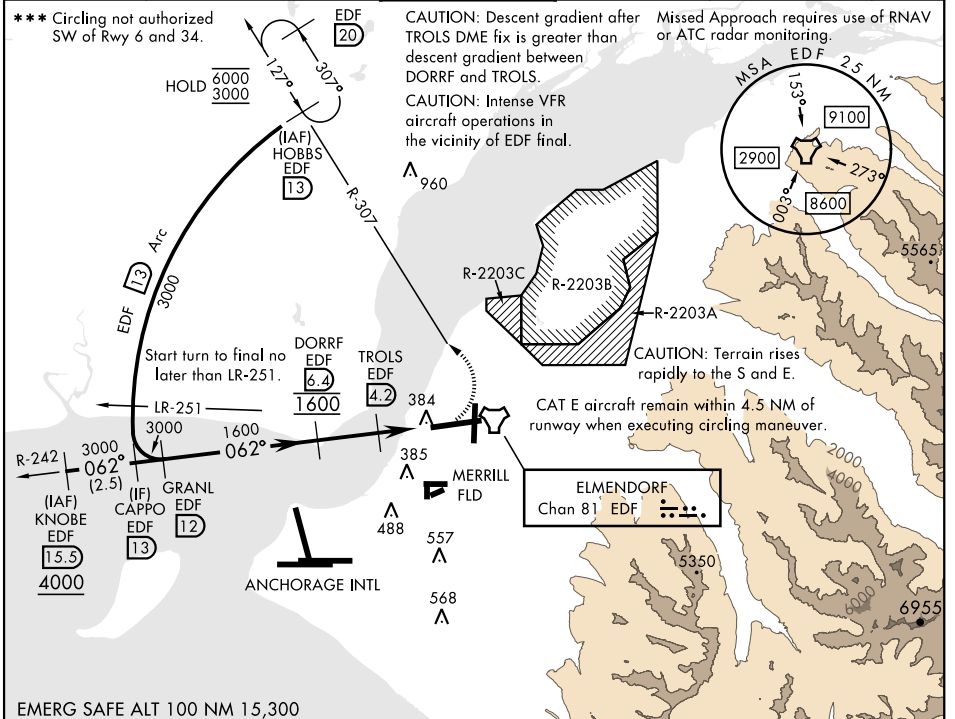 *** Circling not authorized
SW of Rwy 6 and 34.
EDF
20
HOLD 6000
3000
127°
307°
(IAF)
HOBBS
EDF
13
R-307
CAUTION: Descent gradient after
TROLS DME fix is greater than
descent gradient between
DORRF and TROLS.
CAUTION: Intense VFR
aircraft operations in
the vicinity of EDF final.
960
Missed Approach requires use of RNAV
or ATC radar monitoring.
MSA EDF 25 NM
153°
9100
2900
273°
003°
8600
5565
R-2203C
R-2203B
R-2203A
EDF 13 Arc
3000
Start turn to final no
later than LR-251.
LR-251
3000
DORRF
EDF
6.4
1600
TROLS
EDF
4.2
384
CAUTION: Terrain rises
rapidly to the S and E.
CAT E aircraft remain within 4.5 NM of
runway when executing circling maneuver.
R-242
3000
062°
(2.5)
1600
062°
(IAF)
KNOBE
EDF
15.5
4000
(IF)
CAPPO
EDF
13
GRANL
EDF
12
385
MERRILL
FLD
488
557
568
ELMENDORF
Chan 81 EDF
ANCHORAGE INTL
2000
4000
5350
6000
6955
EMERG SAFE ALT 100 NM 15,300